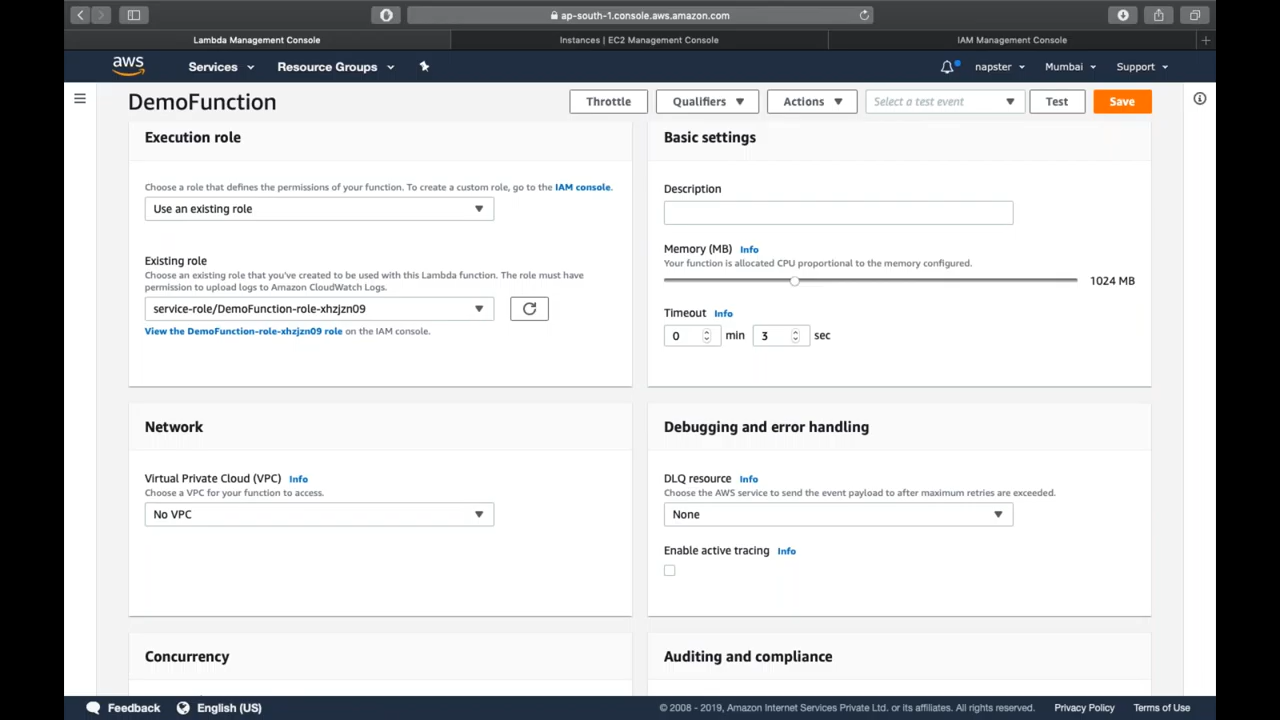 ap-south-1.console.aws.amazon.com
Lambda Management Console
Instances | EC2 Management Console
IAM Management Console
aws
Services
Resource Groups
napster
Mumbai
Support
DemoFunction
Throttle
Qualifiers
Actions
Select a test event
Test
Save
Execution role
Choose a role that defines the permissions of your function. To create a custom role, go to the IAM console.
Use an existing role
Existing role
Choose an existing role that you've created to be used with this Lambda function. The role must have
permission to upload logs to Amazon CloudWatch Logs.
service-role/DemoFunction-role-xhzjzn09
View the DemoFunction-role-xhzjzn09 role on the IAM console.
Basic settings
Description
Memory (MB) Info
Your function is allocated CPU proportional to the memory configured.
1024 MB
Timeout Info
0 min 3 sec
Network
Virtual Private Cloud (VPC) Info
Choose a VPC for your function to access.
No VPC
Debugging and error handling
DLQ resource Info
Choose the AWS service to send the event payload to after maximum retries are exceeded.
None
Enable active tracing Info
Concurrency
Auditing and compliance
Feedback
English (US)
© 2008 - 2019, Amazon Internet Services Private Ltd. or its affiliates. All rights reserved.
Privacy Policy
Terms of Use